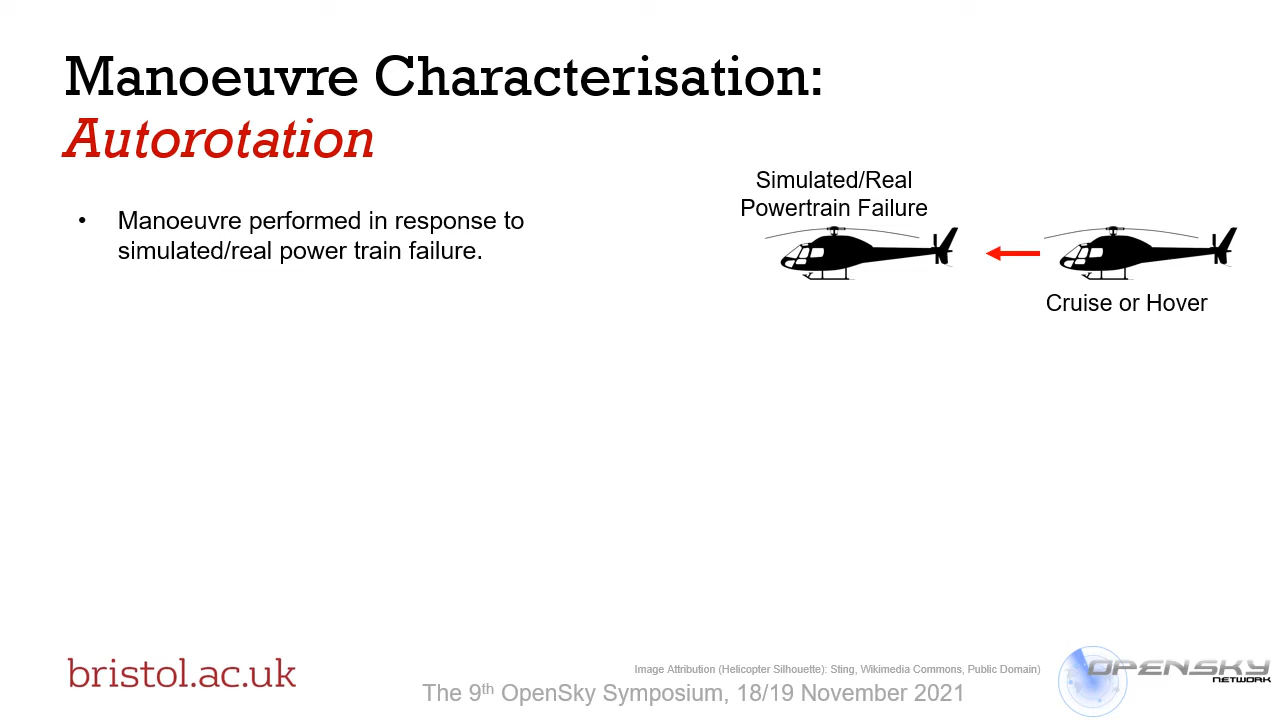 Manoeuvre Characterisation:
Autorotation
• Manoeuvre performed in response to
simulated/real power train failure.
Simulated/Real
Powertrain Failure
Cruise or Hover
bristol.ac.uk
Image Attribution (Helicopter Silhouette): Sting, Wikimedia Commons, Public Domain)
The 9th OpenSky Symposium, 18/19 November 2021
OPENSKY
NETWORK